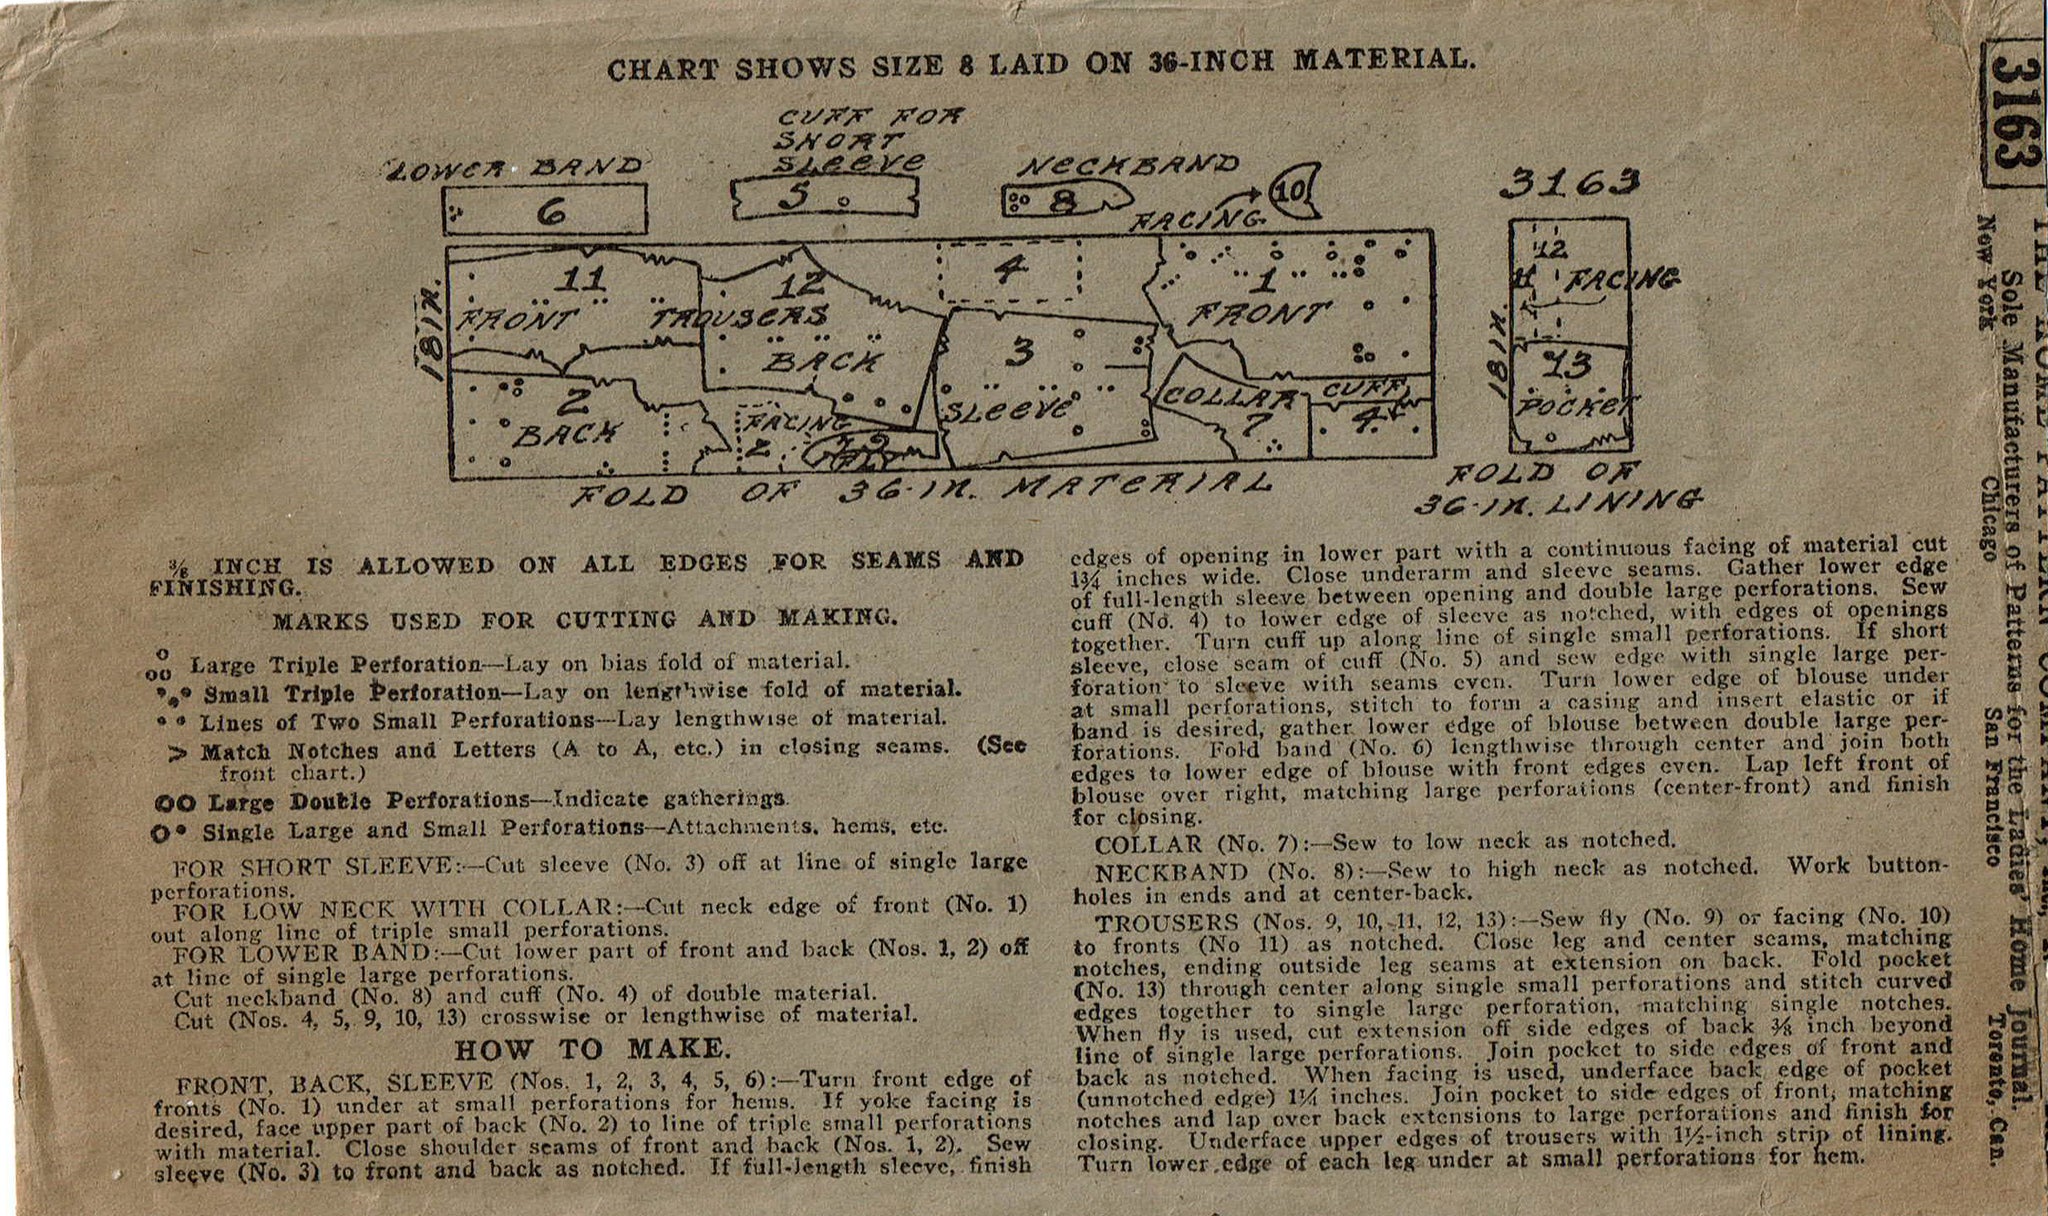 CHART SHOWS SIZE 8 LAID ON 36-INCH MATERIAL.
LOWER BAND
6
CUFF FOR
SHORT
SLEEVE
5
NECKBAND
8
FACING
10
3163
18 IN.
11
FRONT
TROUSERS
12
BACK
4
1
FRONT
2
BACK
FACING
2
FLY
3
SLEEVE
COLLAR
7
CUFF
4
FOLD OF 36-IN. MATERIAL
12
FACING
18 IN.
13
POCKET
FOLD OF
36-IN. LINING
⅜ INCH IS ALLOWED ON ALL EDGES FOR SEAMS AND
FINISHING.
MARKS USED FOR CUTTING AND MAKING.
Large Triple Perforation—Lay on bias fold of material.
Small Triple Perforation—Lay on lengthwise fold of material.
Lines of Two Small Perforations—Lay lengthwise of material.
> Match Notches and Letters (A to A, etc.) in closing seams. (See
front chart.)
Large Double Perforations—Indicate gatherings.
Single Large and Small Perforations—Attachments, hems, etc.
FOR SHORT SLEEVE:—Cut sleeve (No. 3) off at line of single large
perforations.
FOR LOW NECK WITH COLLAR:—Cut neck edge of front (No. 1)
out along line of triple small perforations.
FOR LOWER BAND:—Cut lower part of front and back (Nos. 1, 2) off
at line of single large perforations.
Cut neckband (No. 8) and cuff (No. 4) of double material.
Cut (Nos. 4, 5, 9, 10, 13) crosswise or lengthwise of material.
HOW TO MAKE.
FRONT, BACK, SLEEVE (Nos. 1, 2, 3, 4, 5, 6):—Turn front edge of
fronts (No. 1) under at small perforations for hems. If yoke facing is
desired, face upper part of back (No. 2) to line of triple small perforations
with material. Close shoulder seams of front and back (Nos. 1, 2). Sew
sleeve (No. 3) to front and back as notched. If full-length sleeve, finish
edges of opening in lower part with a continuous facing of material cut
1¾ inches wide. Close underarm and sleeve seams. Gather lower edge
of full-length sleeve between opening and double large perforations. Sew
cuff (No. 4) to lower edge of sleeve as notched, with edges of openings
together. Turn cuff up along line of single small perforations. If short
sleeve, close seam of cuff (No. 5) and sew edge with single large per-
foration to sleeve with seams even. Turn lower edge of blouse under
at small perforations, stitch to form a casing and insert elastic or if
band is desired, gather lower edge of blouse between double large per-
forations. Fold band (No. 6) lengthwise through center and join both
edges to lower edge of blouse with front edges even. Lap left front of
blouse over right, matching large perforations (center-front) and finish
for closing.
COLLAR (No. 7):—Sew to low neck as notched.
NECKBAND (No. 8):—Sew to high neck as notched. Work button-
holes in ends and at center-back.
TROUSERS (Nos. 9, 10, 11, 12, 13):—Sew fly (No. 9) or facing (No. 10)
to fronts (No 11) as notched. Close leg and center seams, matching
notches, ending outside leg seams at extension on back. Fold pocket
(No. 13) through center along single small perforations and stitch curved
edges together to single large perforation, matching single notches.
When fly is used, cut extension off side edges of back ⅜ inch beyond
line of single large perforations. Join pocket to side edges of front and
back as notched. When facing is used, underface back edge of pocket
(unnotched edge) 1¼ inches. Join pocket to side edges of front, matching
notches and lap over back extensions to large perforations and finish for
closing. Underface upper edges of trousers with 1½-inch strip of lining.
Turn lower edge of each leg under at small perforations for hem.
3163
THE HOME PATTERN COMPANY,
Sole Manufacturers of Patterns for the Ladies' Home Journal.
New York Chicago San Francisco Toronto, Can.